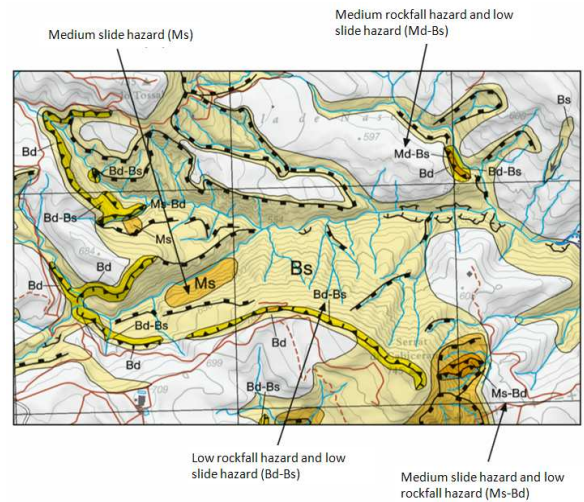 Medium rockfall hazard and low
slide hazard (Md-Bs)
Medium slide hazard (Ms)
Bs
597
Bd
Md-Bs
Bd-Bs
Bd
Bd-Bs
Ms-Bd
Bd-Bs
Ms
684
Bd
Bs
Bd
Ms
Bd-Bs
Bd-Bs
Bd
Serrat
Bd
699
Bd-Bs
709
Ms-Bd
Low rockfall hazard and low
slide hazard (Bd-Bs)
Medium slide hazard and low
rockfall hazard (Ms-Bd)